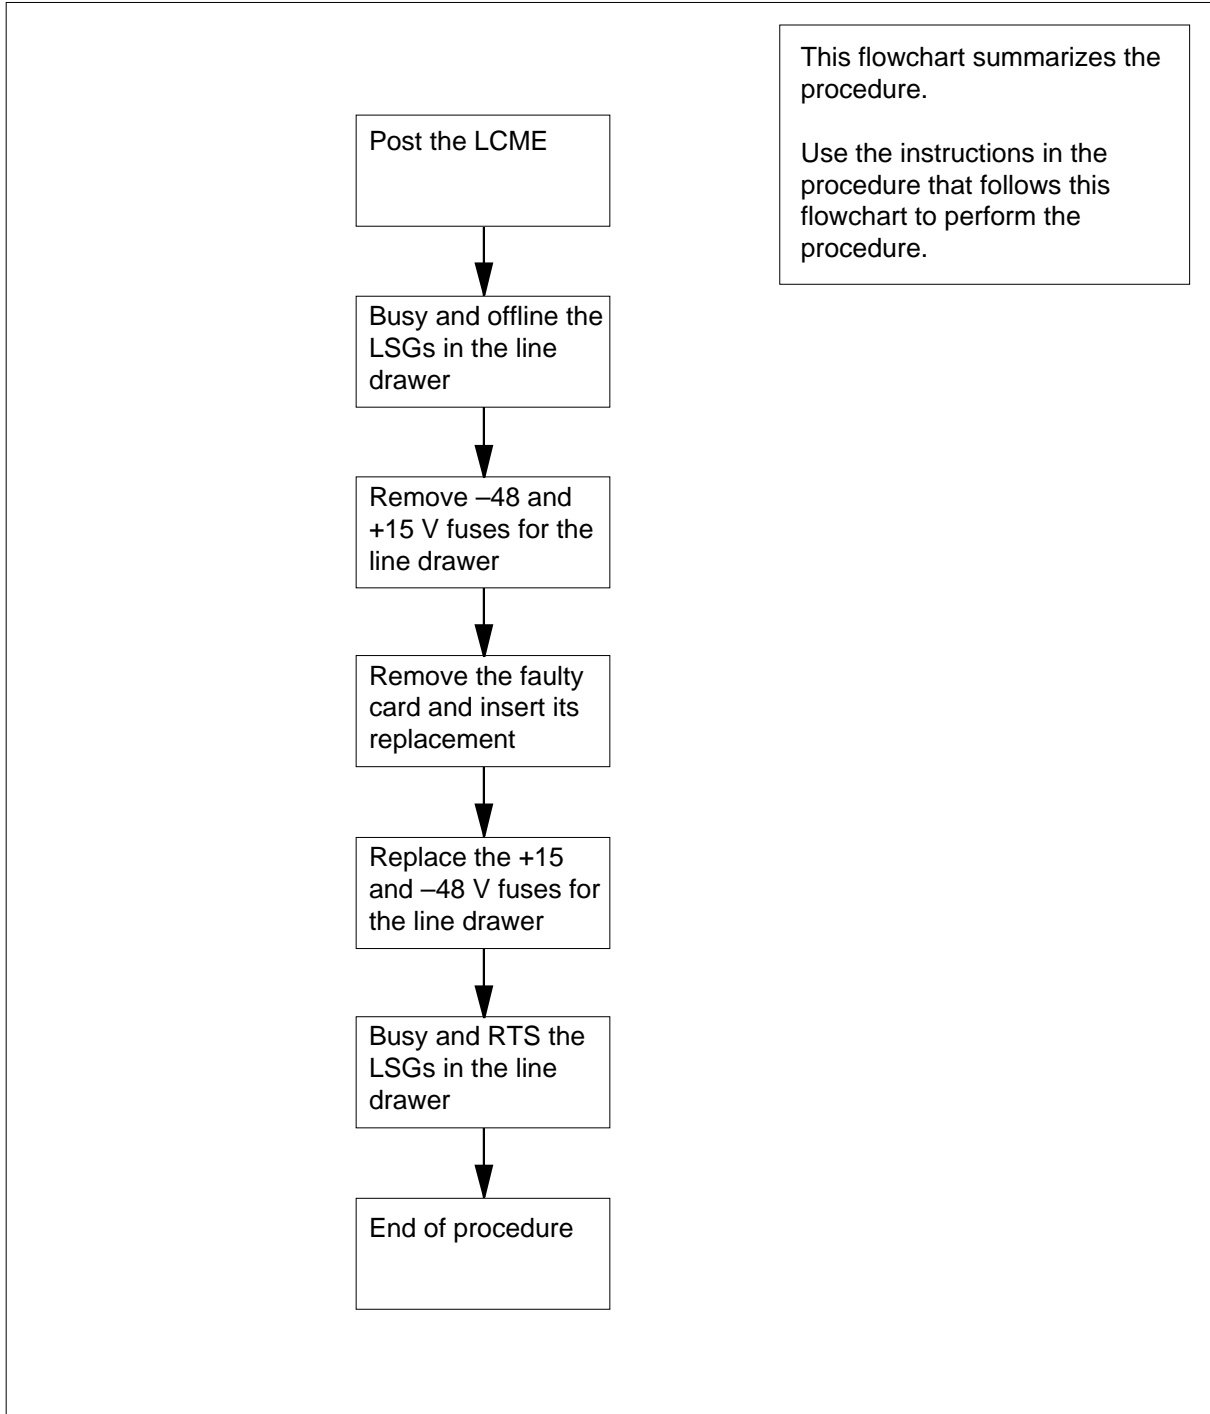 This flowchart summarizes the
procedure.
Use the instructions in the
procedure that follows this
flowchart to perform the
procedure.
Post the LCME
Busy and offline the
LSGs in the line
drawer
Remove –48 and
+15 V fuses for the
line drawer
Remove the faulty
card and insert its
replacement
Replace the +15
and –48 V fuses for
the line drawer
Busy and RTS the
LSGs in the line
drawer
End of procedure